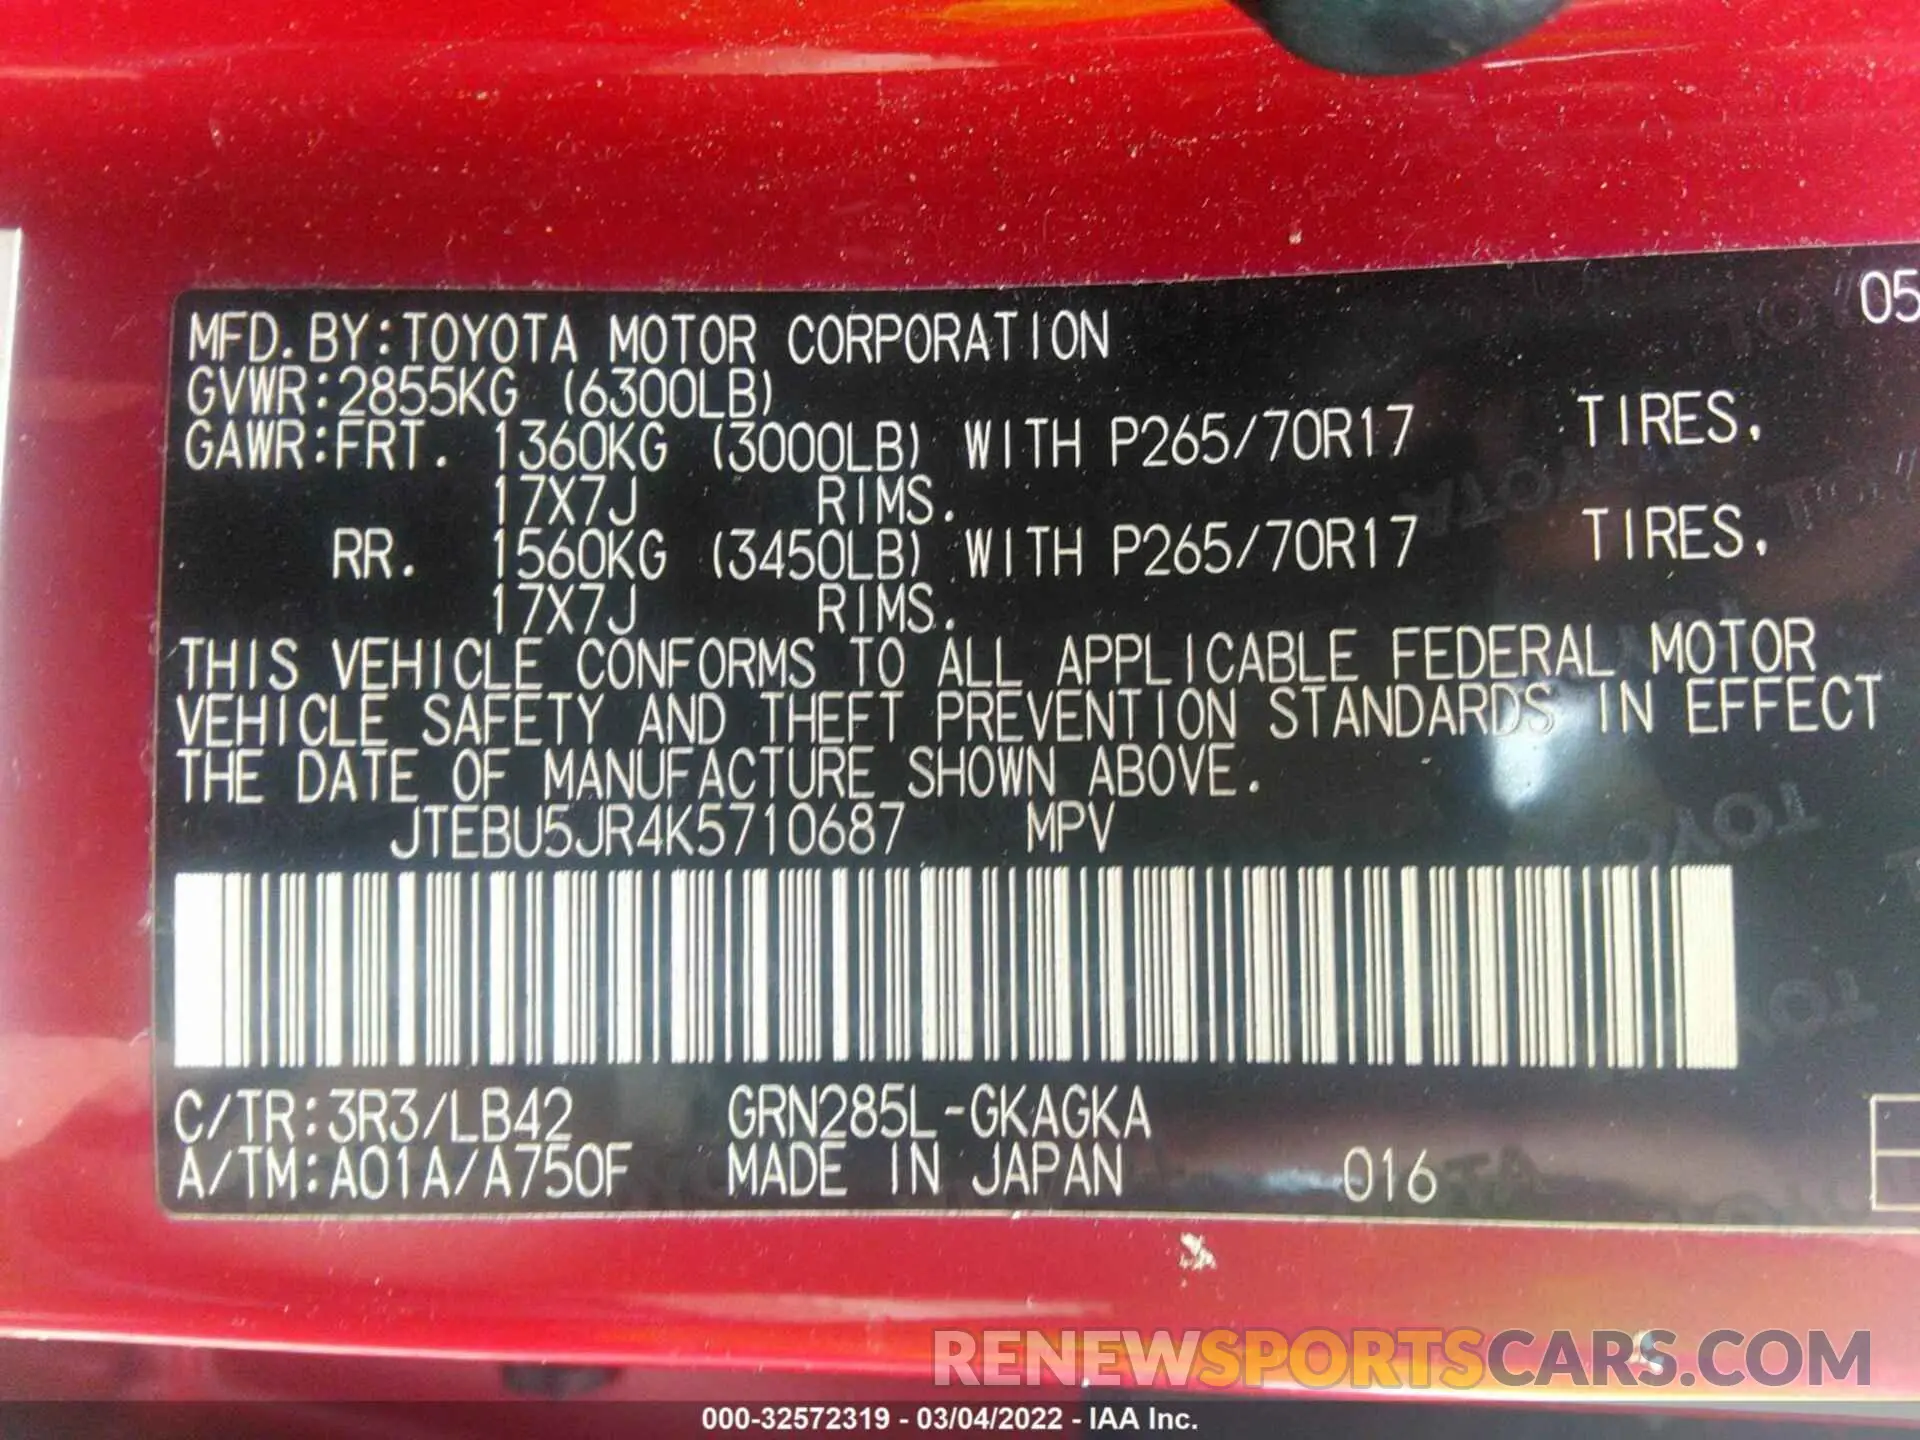 05
MFD.BY:TOYOTA MOTOR CORPORATION
GVWR:2855KG (6300LB)
GAWR:FRT. 1360KG (3000LB) WITH P265/70R17 TIRES,
17X7J RIMS.
RR. 1560KG (3450LB) WITH P265/70R17 TIRES,
17X7J RIMS.
THIS VEHICLE CONFORMS TO ALL APPLICABLE FEDERAL MOTOR
VEHICLE SAFETY AND THEFT PREVENTION STANDARDS IN EFFECT
THE DATE OF MANUFACTURE SHOWN ABOVE.
JTEBU5JR4K5710687 MPV
C/TR:3R3/LB42 GRN285L-GKAGKA
A/TM:A01A/A750F MADE IN JAPAN 016
RENEWSPORTSCARS.COM
000-32572319 - 03/04/2022 - IAA Inc.